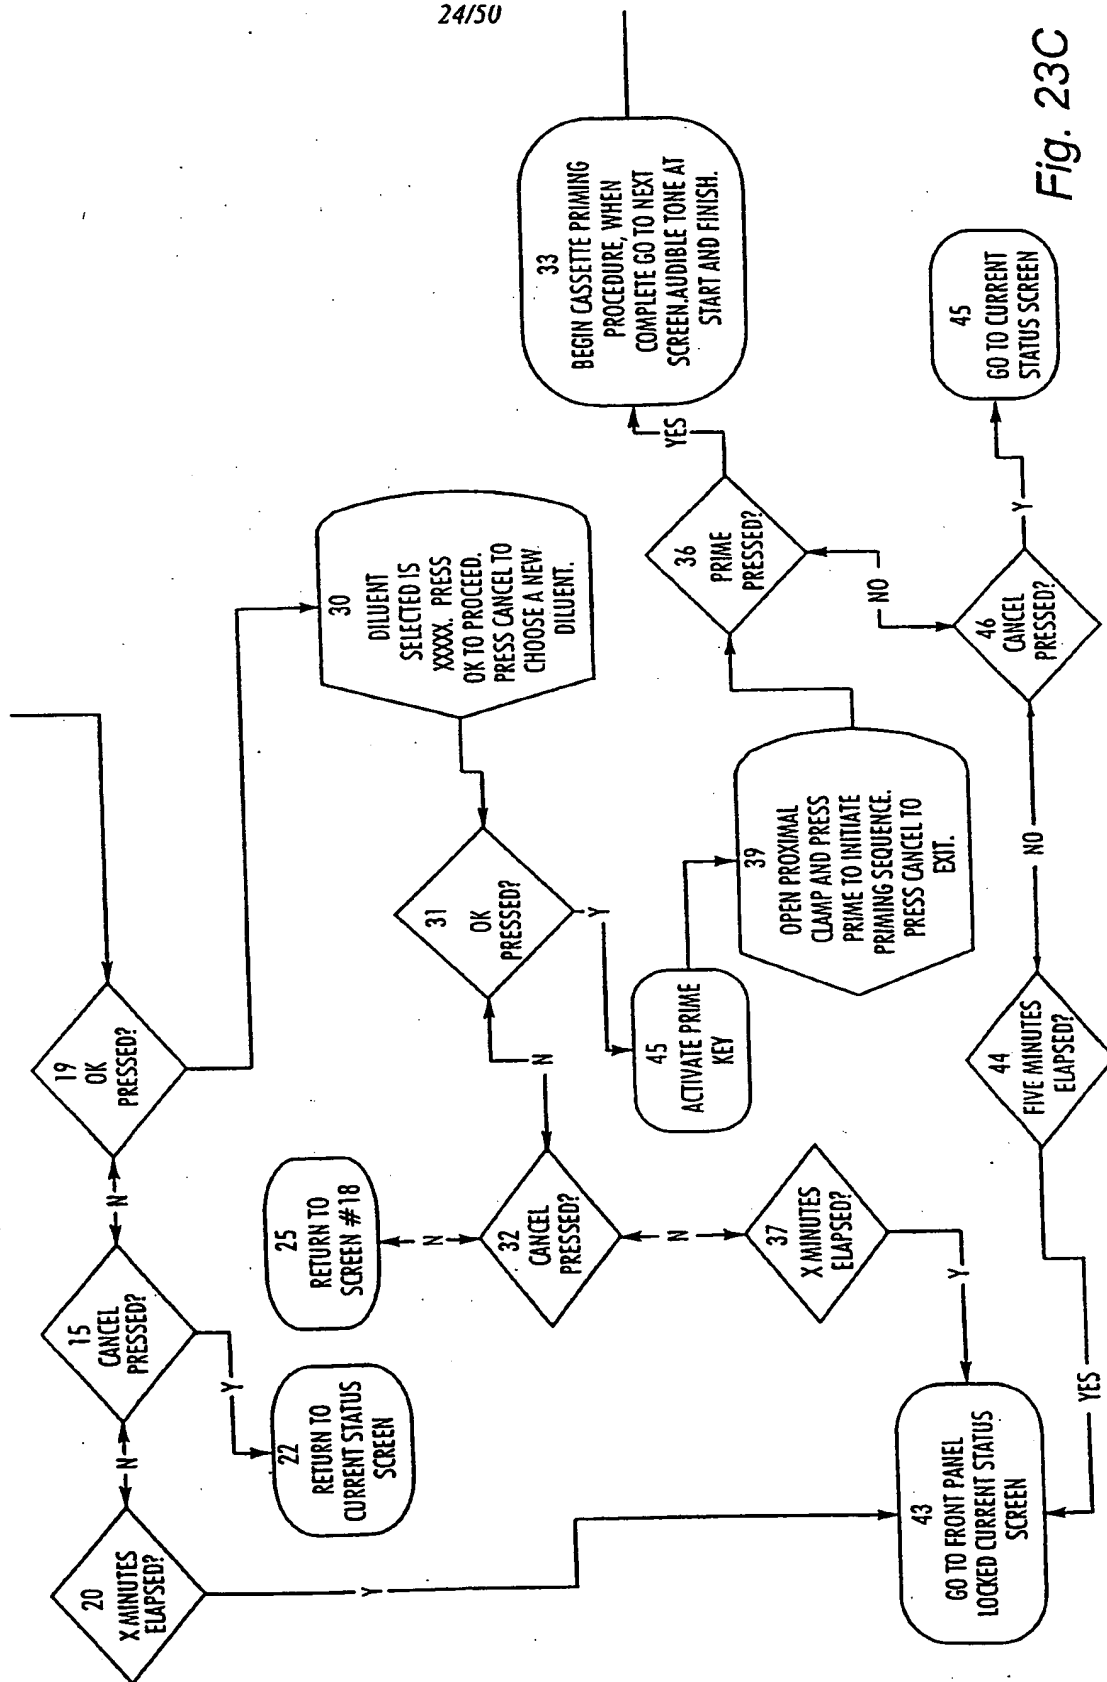 24/50
19
OK
PRESSED?
N
15
CANCEL
PRESSED?
N
20
X MINUTES
ELAPSED?
Y
22
RETURN TO
CURRENT STATUS
SCREEN
Y
30
DILUENT
SELECTED IS
XXXXX. PRESS
OK TO PROCEED.
PRESS CANCEL TO
CHOOSE A NEW
DILUENT.
31
OK
PRESSED?
N
Y
25
RETURN TO
SCREEN #18
N
32
CANCEL
PRESSED?
N
37
X MINUTES
ELAPSED?
Y
45
ACTIVATE PRIME
KEY
39
OPEN PROXIMAL
CLAMP AND PRESS
PRIME TO INITIATE
PRIMING SEQUENCE.
PRESS CANCEL TO
EXIT.
36
PRIME
PRESSED?
YES
33
BEGIN CASSETTE PRIMING
PROCEDURE, WHEN
COMPLETE GO TO NEXT
SCREEN.AUDIBLE TONE AT
START AND FINISH.
NO
46
CANCEL
PRESSED?
Y
45
GO TO CURRENT
STATUS SCREEN
NO
44
FIVE MINUTES
ELAPSED?
YES
43
GO TO FRONT PANEL
LOCKED CURRENT STATUS
SCREEN
Fig. 23C